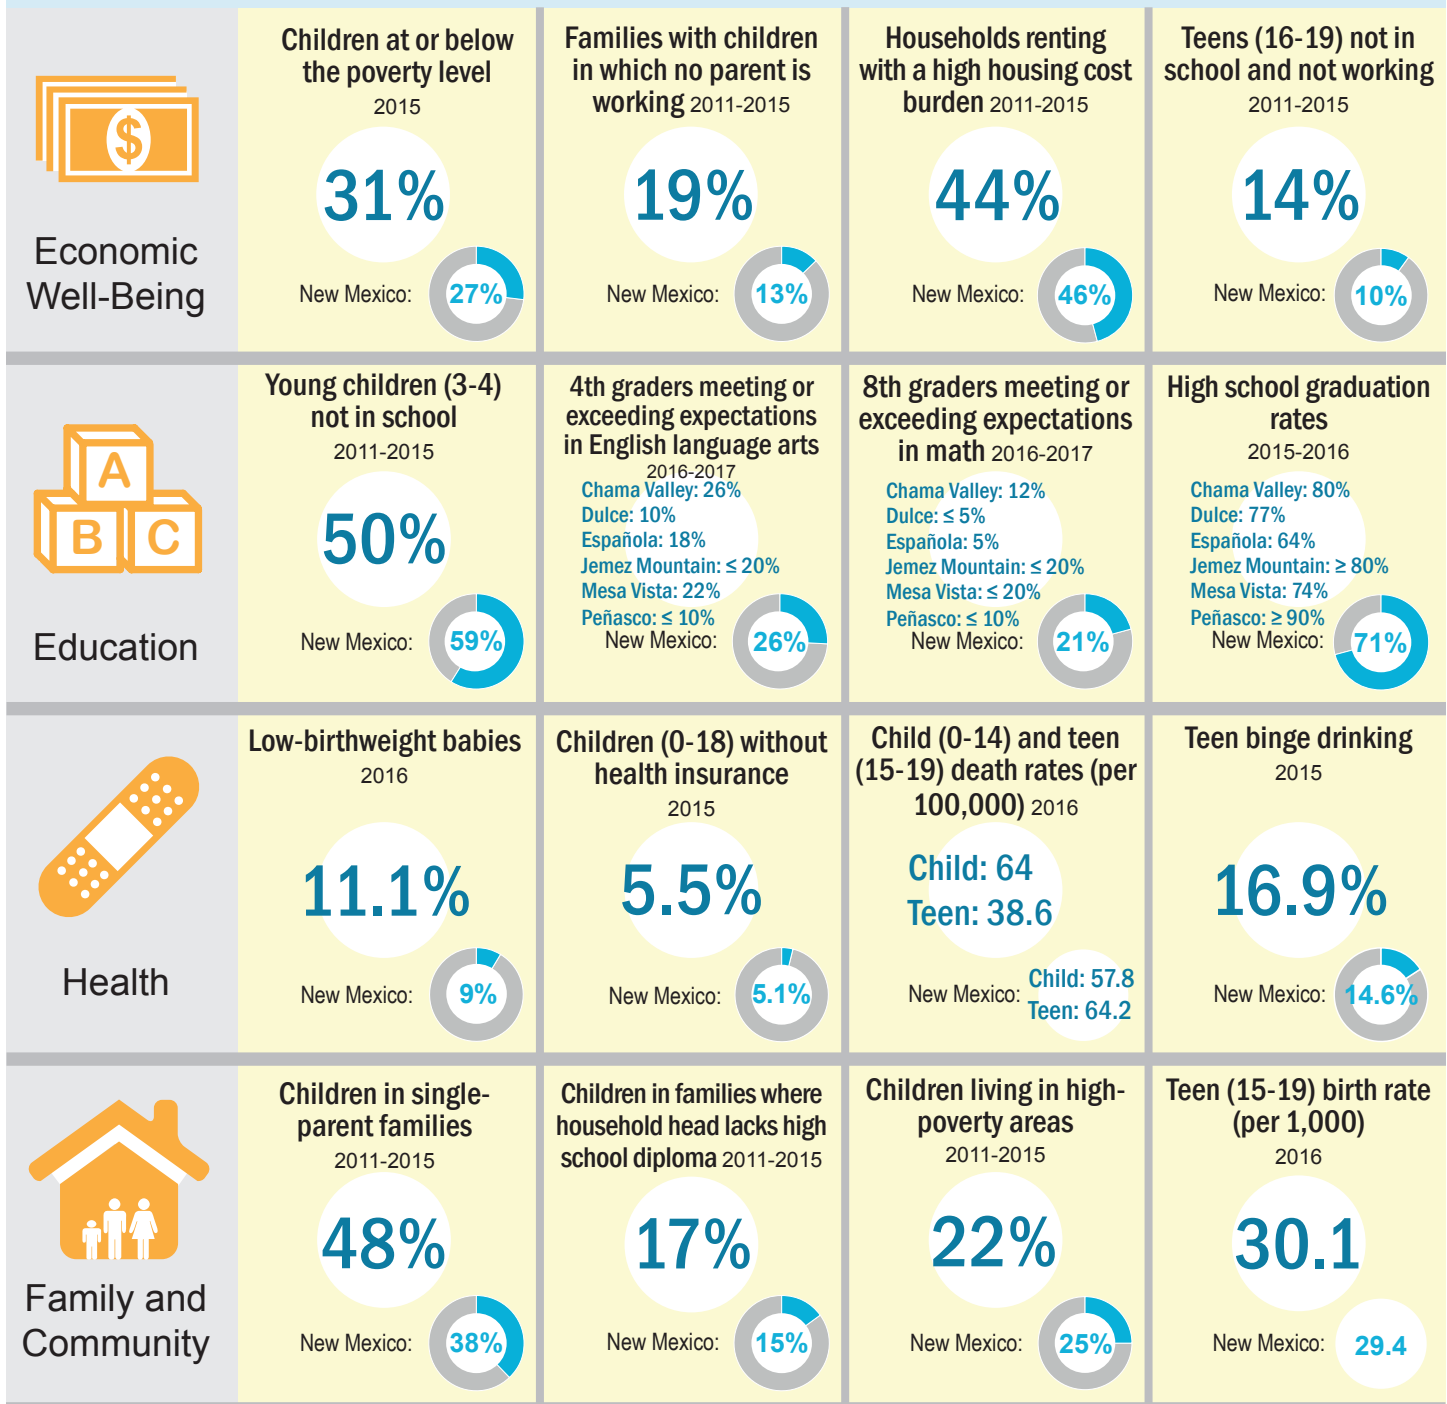 Economic
Well-Being
Children at or below
the poverty level
2015
31%
New Mexico: 27%
Families with children
in which no parent is
working 2011-2015
19%
New Mexico: 13%
Households renting
with a high housing cost
burden 2011-2015
44%
New Mexico: 46%
Teens (16-19) not in
school and not working
2011-2015
14%
New Mexico: 10%
Education
Young children (3-4)
not in school
2011-2015
50%
New Mexico: 59%
4th graders meeting or
exceeding expectations
in English language arts
2016-2017
Chama Valley: 26%
Dulce: 10%
Española: 18%
Jemez Mountain: ≤ 20%
Mesa Vista: 22%
Peñasco: ≤ 10%
New Mexico: 26%
8th graders meeting or
exceeding expectations
in math 2016-2017
Chama Valley: 12%
Dulce: ≤ 5%
Española: 5%
Jemez Mountain: ≤ 20%
Mesa Vista: ≤ 20%
Peñasco: ≤ 10%
New Mexico: 21%
High school graduation
rates
2015-2016
Chama Valley: 80%
Dulce: 77%
Española: 64%
Jemez Mountain: ≥ 80%
Mesa Vista: 74%
Peñasco: ≥ 90%
New Mexico: 71%
A
B C
Health
Low-birthweight babies
2016
11.1%
New Mexico: 9%
Children (0-18) without
health insurance
2015
5.5%
New Mexico: 5.1%
Child (0-14) and teen
(15-19) death rates (per
100,000) 2016
Child: 64
Teen: 38.6
New Mexico: Child: 57.8
Teen: 64.2
Teen binge drinking
2015
16.9%
New Mexico: 14.6%
Family and
Community
Children in single-
parent families
2011-2015
48%
New Mexico: 38%
Children in families where
household head lacks high
school diploma 2011-2015
17%
New Mexico: 15%
Children living in high-
poverty areas
2011-2015
22%
New Mexico: 25%
Teen (15-19) birth rate
(per 1,000)
2016
30.1
New Mexico: 29.4
$